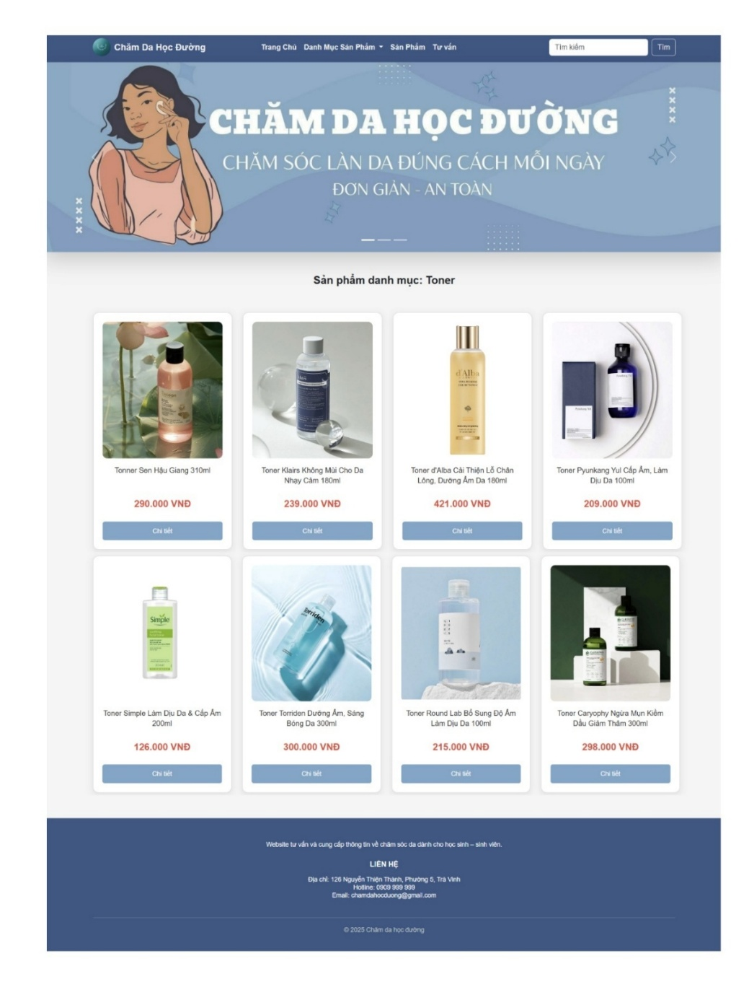 Chăm Da Học Đường
Trang Chủ Danh Mục Sản Phẩm Sản Phẩm Tư vấn
Tìm kiếm Tìm
CHĂM DA HỌC ĐƯỜNG
CHĂM SÓC LÀN DA ĐÚNG CÁCH MỖI NGÀY
ĐƠN GIẢN - AN TOÀN
Sản phẩm danh mục: Toner
d'Alba
Pyunkang Yul
Tonner Sen Hậu Giang 310ml
290.000 VNĐ
Chi tiết
Toner Klairs Không Mùi Cho Da
Nhạy Cảm 180ml
239.000 VNĐ
Chi tiết
Toner d'Alba Cải Thiện Lỗ Chân
Lông, Dưỡng Ẩm Da 180ml
421.000 VNĐ
Chi tiết
Toner Pyunkang Yul Cấp Ẩm, Làm
Dịu Da 100ml
209.000 VNĐ
Chi tiết
Simple
Torriden
Toner Simple Làm Dịu Da & Cấp Ẩm
200ml
126.000 VNĐ
Chi tiết
Toner Torriden Dưỡng Ẩm, Sáng
Bóng Da 300ml
300.000 VNĐ
Chi tiết
Toner Round Lab Bổ Sung Độ Ẩm
Làm Dịu Da 100ml
215.000 VNĐ
Chi tiết
Toner Caryophy Ngừa Mụn Kiềm
Dầu Giảm Thâm 300ml
298.000 VNĐ
Chi tiết
Website tư vấn và cung cấp thông tin về chăm sóc da dành cho học sinh – sinh viên.
LIÊN HỆ
Địa chỉ: 126 Nguyễn Thiện Thành, Phường 5, Trà Vinh
Hotline: 0909 999 999
Email: chamdahocduong@gmail.com
© 2025 Chăm da học đường